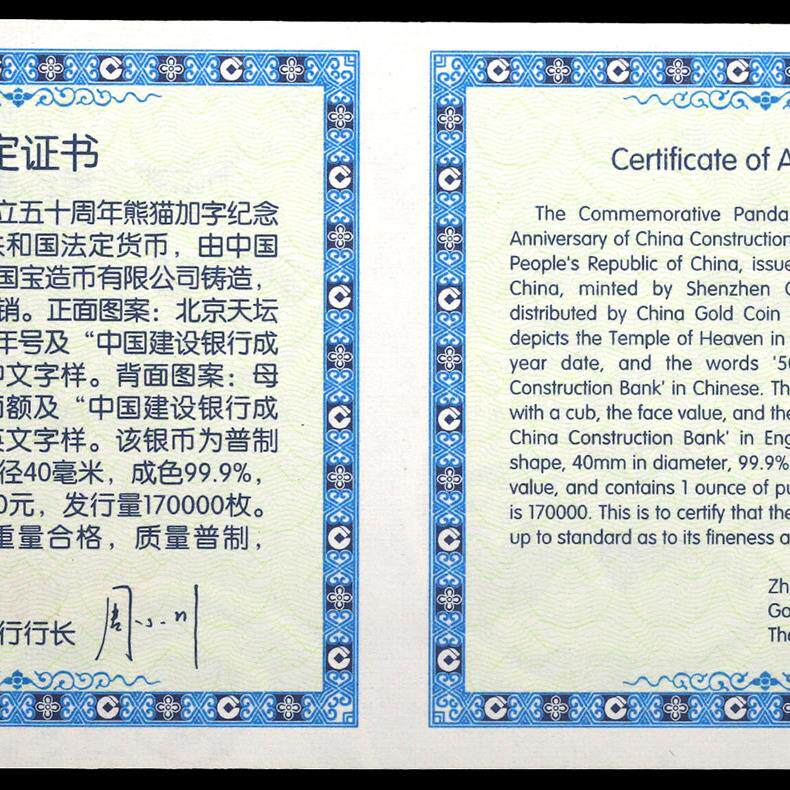 定证书
立五十周年熊猫加字纪念
共和国法定货币，由中国
国宝造币有限公司铸造，
销。正面图案：北京天坛
年号及“中国建设银行成
中文字样。背面图案：母
面额及“中国建设银行成
英文字样。该银币为普制
径40毫米，成色99.9%，
0元，发行量170000枚。
重量合格，质量普制，
行行长 周小川
Certificate of A
The Commemorative Panda
Anniversary of China Construction
People's Republic of China, issue
China, minted by Shenzhen G
distributed by China Gold Coin
depicts the Temple of Heaven in
year date, and the words '50
Construction Bank' in Chinese. Th
with a cub, the face value, and the
China Construction Bank' in Eng
shape, 40mm in diameter, 99.9%
value, and contains 1 ounce of pu
is 170000. This is to certify that the
up to standard as to its fineness a
Zh
Go
The